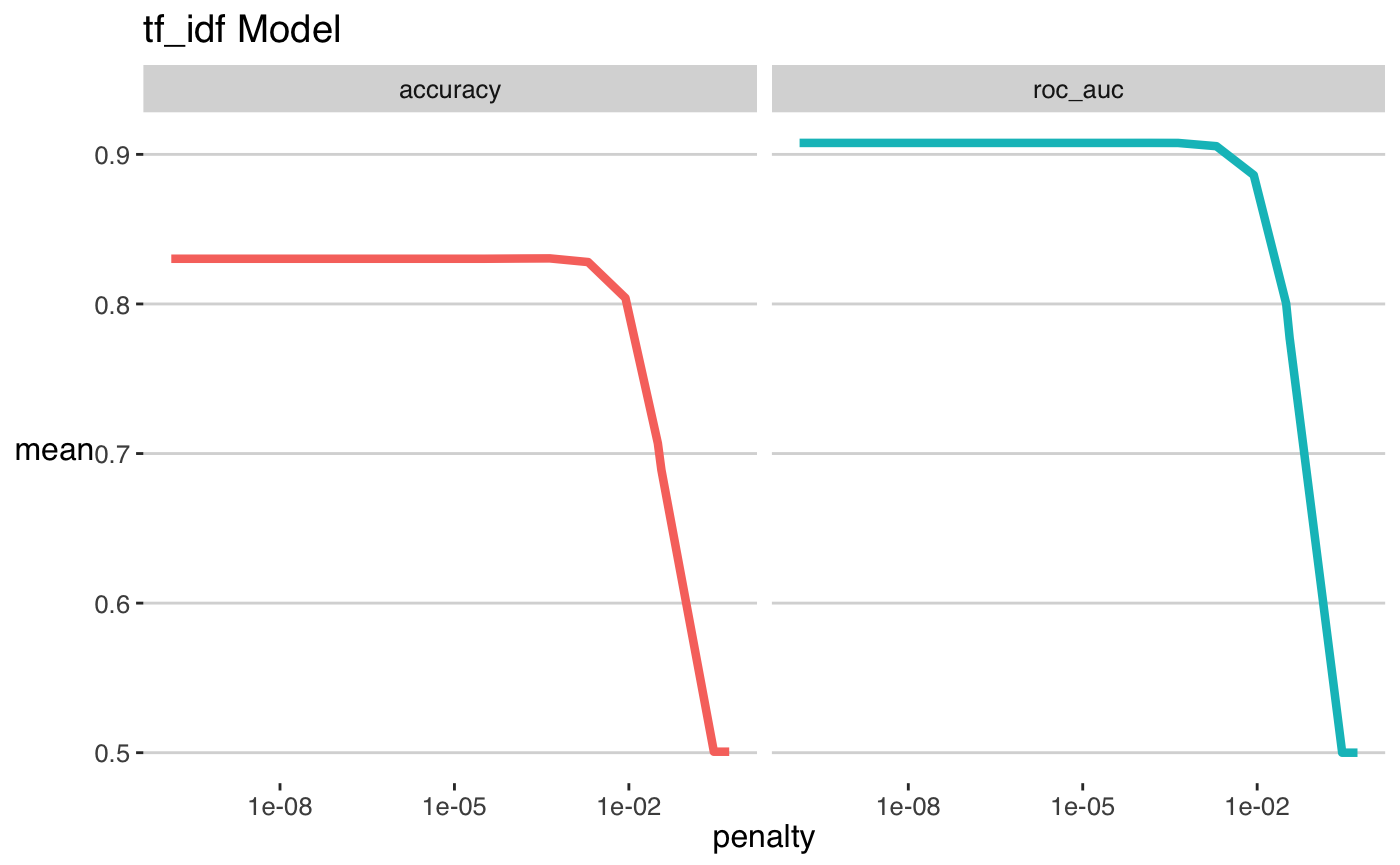 tf_idf Model
accuracy
roc_auc
0.9
0.8
mean
0.7
0.6
0.5
1e-08 1e-05 1e-02
1e-08 1e-05 1e-02
penalty